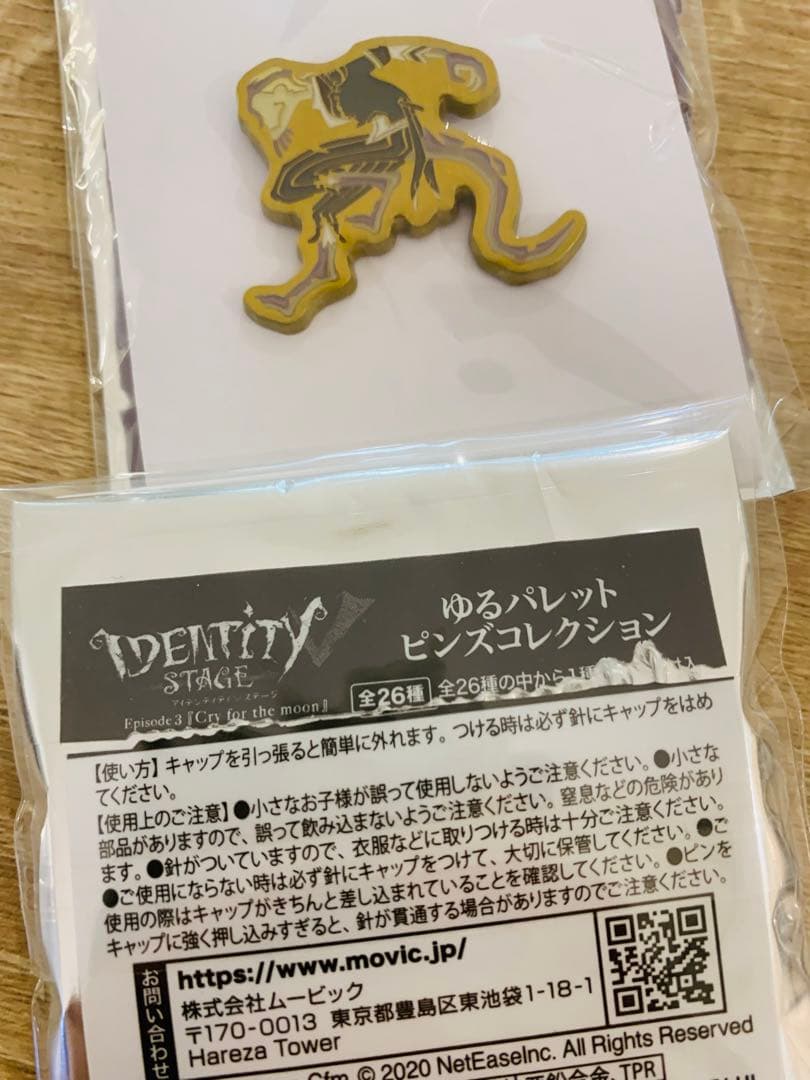 IDENTITY V
STAGE
アイデンティティ ステージ
Episode 3『Cry for the moon』
ゆるパレット
ピンズコレクション
全26種
全26種の中から1種
【使い方】キャップを引っ張ると簡単に外れます。つける時は必ず針にキャップをはめ
てください。
【使用上のご注意】●小さなお子様が誤って使用しないようご注意ください。●小さな
部品がありますので、誤って飲み込まないようご注意ください。窒息などの危険があり
ます。●針がついていますので、衣服などに取りつける時は十分ご注意ください。
●ご使用にならない時は必ず針にキャップをつけて、大切に保管してください。●ご
使用の際はキャップがきちんと差し込まれていることを確認してください。●ピンを
キャップに強く押し込みすぎると、針が貫通する場合がありますのでご注意ください。
お問い合わせ
https://www.movic.jp/
株式会社ムービック
〒170-0013 東京都豊島区東池袋1-18-1
Hareza Tower
© 2020 NetEaseInc. All Rights Reserved
亜鉛合金, TPR